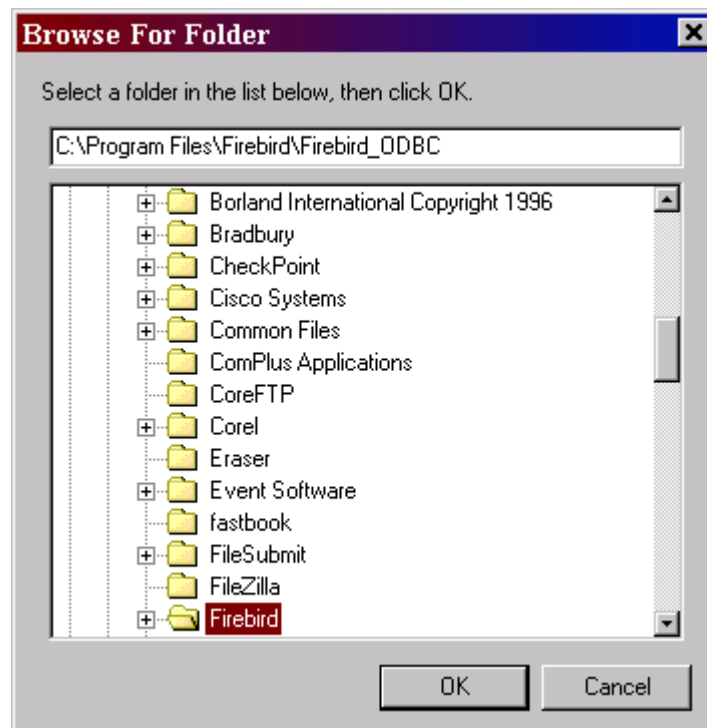 Browse For Folder
Select a folder in the list below, then click OK.
C:\Program Files\Firebird\Firebird_ODBC
Borland International Copyright 1996
Bradbury
CheckPoint
Cisco Systems
Common Files
ComPlus Applications
CoreFTP
Corel
Eraser
Event Software
fastbook
FileSubmit
FileZilla
Firebird
OK Cancel